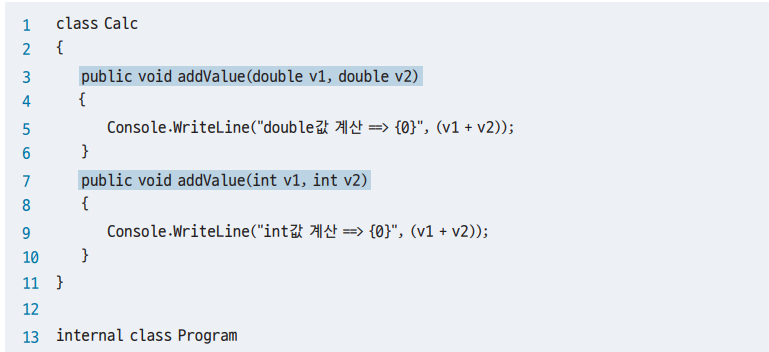 1 class Calc
2 {
3 public void addValue(double v1, double v2)
4 {
5 Console.WriteLine("double값 계산 ==> {0}", (v1 + v2));
6 }
7 public void addValue(int v1, int v2)
8 {
9 Console.WriteLine("int값 계산 ==> {0}", (v1 + v2));
10 }
11 }
12
13 internal class Program